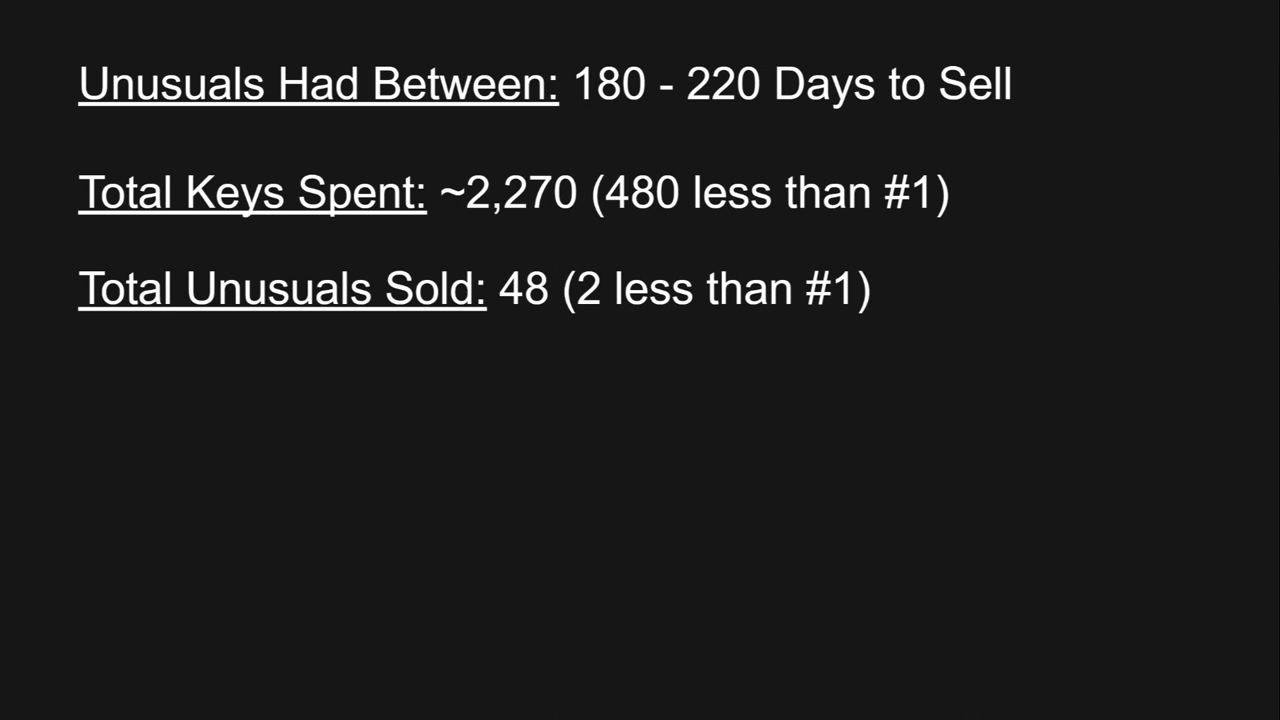 Unusuals Had Between: 180 - 220 Days to Sell
Total Keys Spent: ~2,270 (480 less than #1)
Total Unusuals Sold: 48 (2 less than #1)